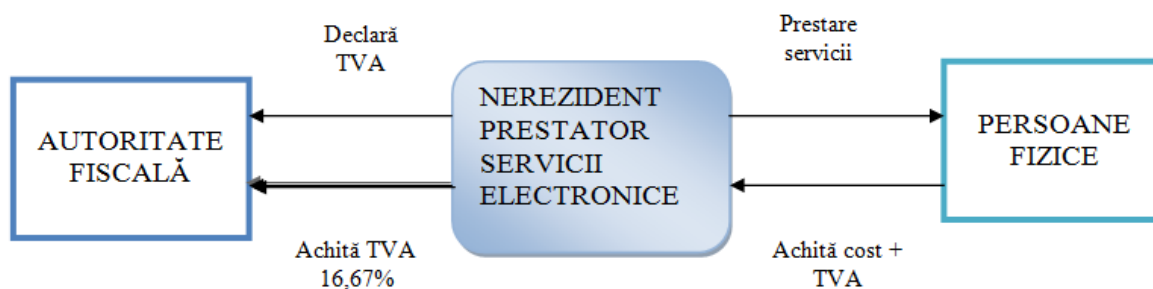 Declară
TVA
Prestare
servicii
AUTORITATE
FISCALĂ
NEREZIDENT
PRESTATOR
SERVICII
ELECTRONICE
PERSOANE
FIZICE
Achită TVA
16,67%
Achită cost +
TVA